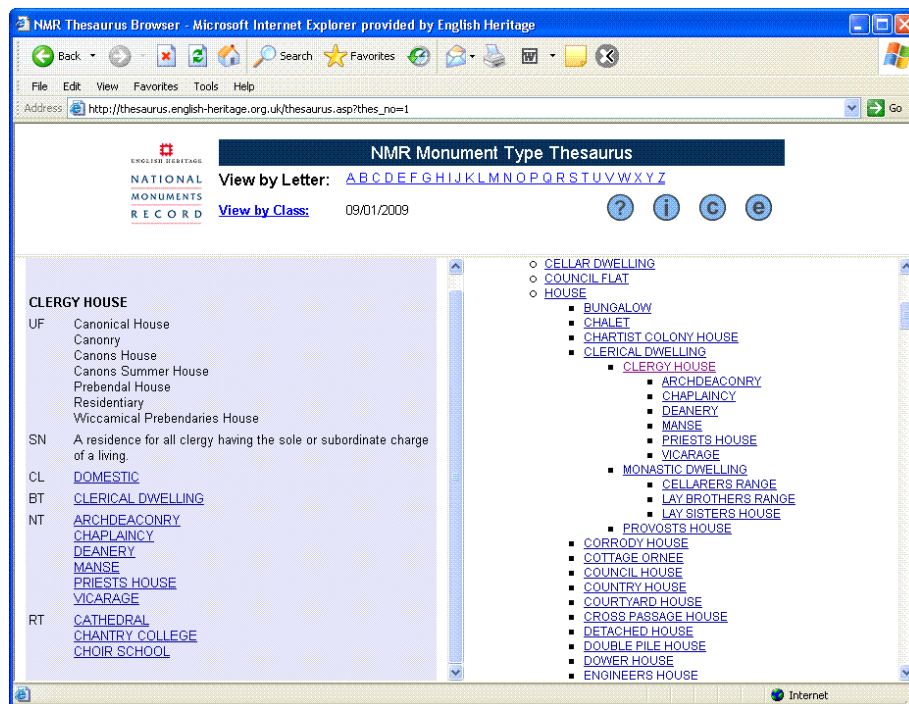 NMR Thesaurus Browser - Microsoft Internet Explorer provided by English Heritage
Back Search Favorites
File Edit View Favorites Tools Help
Address http://thesaurus.english-heritage.org.uk/thesaurus.asp?thes_no=1 Go
ENGLISH HERITAGE
NATIONAL
MONUMENTS
RECORD
NMR Monument Type Thesaurus
View by Letter: A B C D E F G H I J K L M N O P Q R S T U V W X Y Z
View by Class: 09/01/2009
? i c e
CLERGY HOUSE
UF Canonical House
Canonry
Canons House
Canons Summer House
Prebendal House
Residentiary
Wiccamical Prebendaries House
SN A residence for all clergy having the sole or subordinate charge
of a living.
CL DOMESTIC
BT CLERICAL DWELLING
NT ARCHDEACONRY
CHAPLAINCY
DEANERY
MANSE
PRIESTS HOUSE
VICARAGE
RT CATHEDRAL
CHANTRY COLLEGE
CHOIR SCHOOL
CELLAR DWELLING
COUNCIL FLAT
HOUSE
BUNGALOW
CHALET
CHARTIST COLONY HOUSE
CLERICAL DWELLING
CLERGY HOUSE
ARCHDEACONRY
CHAPLAINCY
DEANERY
MANSE
PRIESTS HOUSE
VICARAGE
MONASTIC DWELLING
CELLARERS RANGE
LAY BROTHERS RANGE
LAY SISTERS HOUSE
PROVOSTS HOUSE
CORRODY HOUSE
COTTAGE ORNEE
COUNCIL HOUSE
COUNTRY HOUSE
COURTYARD HOUSE
CROSS PASSAGE HOUSE
DETACHED HOUSE
DOUBLE PILE HOUSE
DOWER HOUSE
ENGINEERS HOUSE
Internet